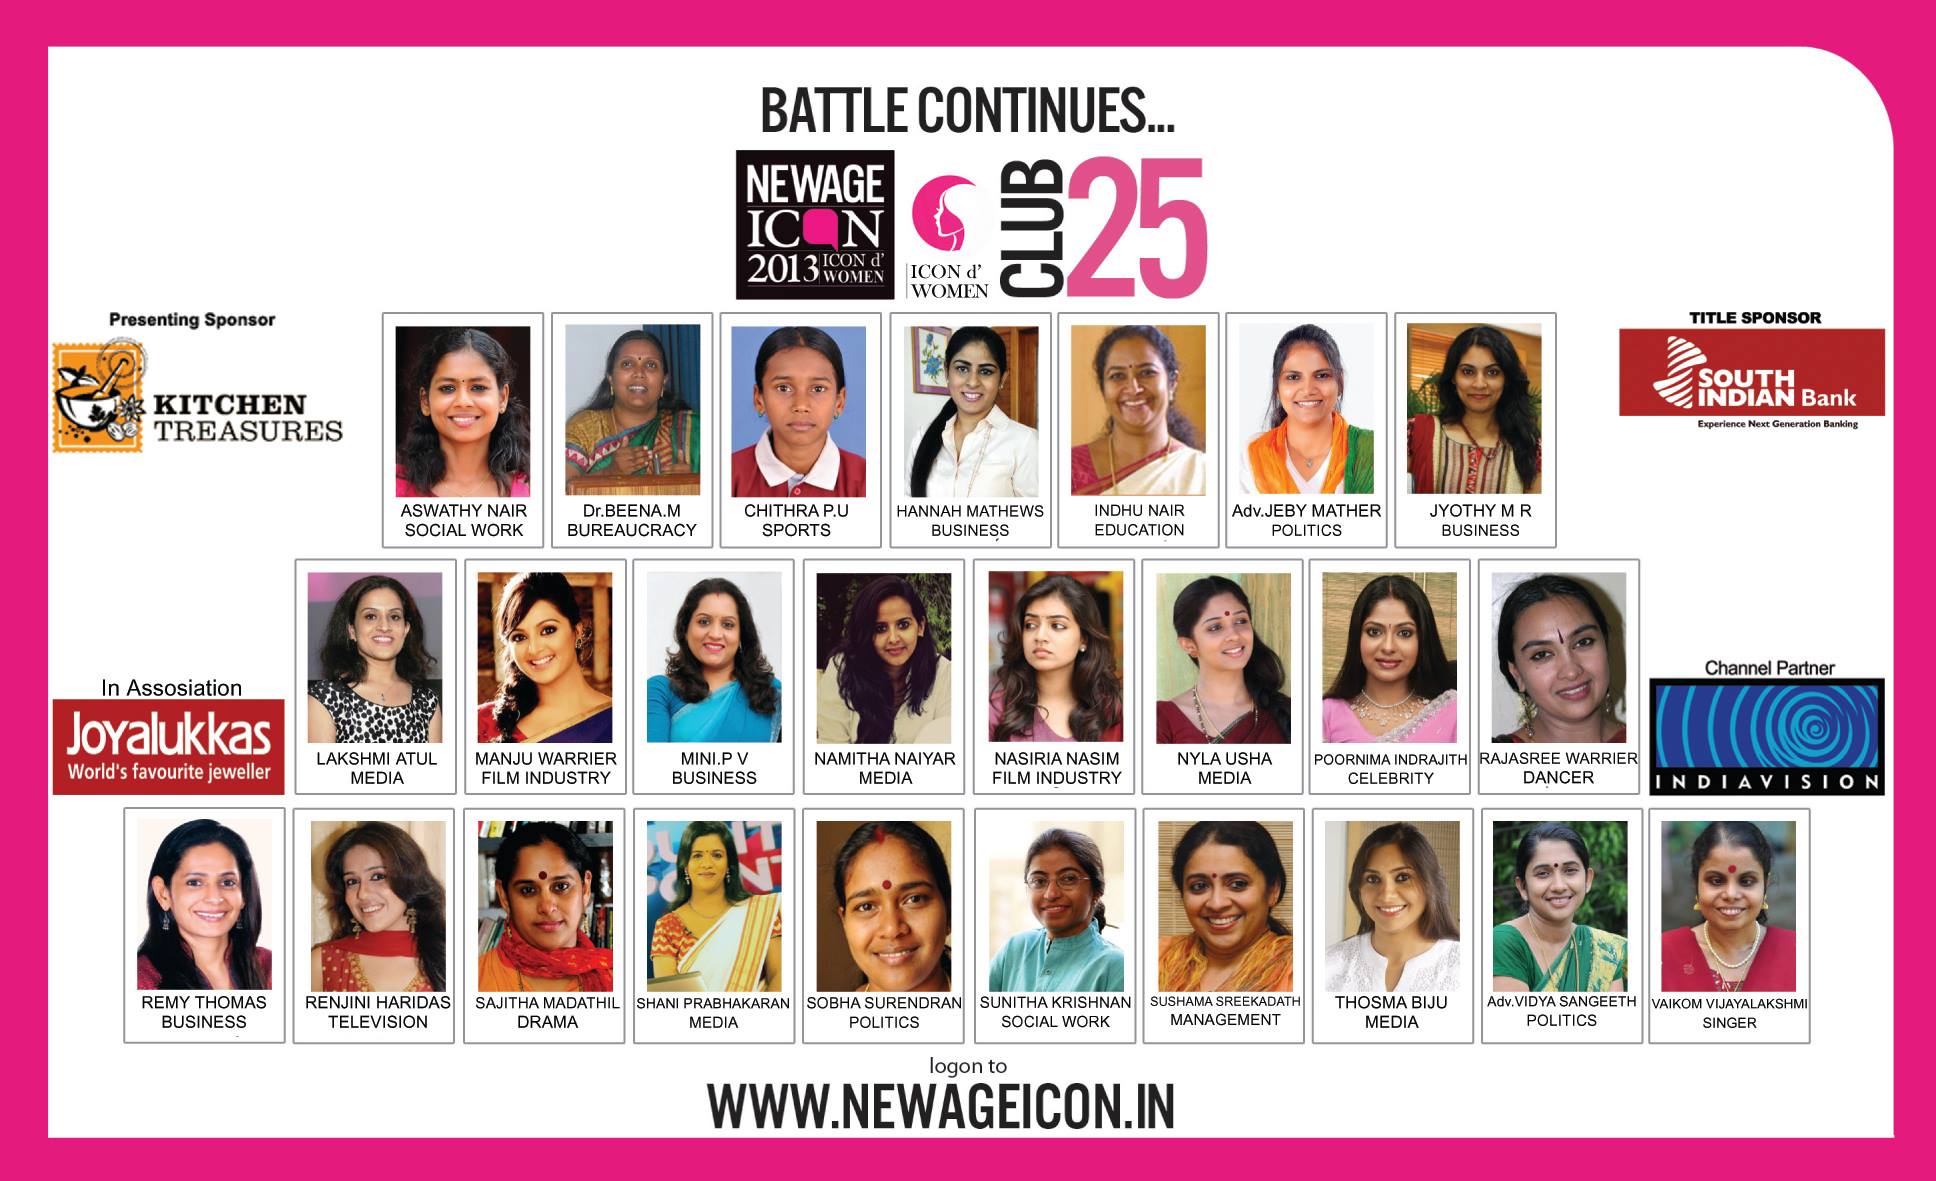 BATTLE CONTINUES...
NEWAGE
ICON
2013 ICON d'
WOMEN
ICON d'
WOMEN
CLUB 25
Presenting Sponsor
KITCHEN
TREASURES
TITLE SPONSOR
SOUTH
INDIAN Bank
Experience Next Generation Banking
ASWATHY NAIR
SOCIAL WORK
Dr.BEENA.M
BUREAUCRACY
CHITHRA P.U
SPORTS
HANNAH MATHEWS
BUSINESS
INDHU NAIR
EDUCATION
Adv.JEBY MATHER
POLITICS
JYOTHY M R
BUSINESS
In Assosiation
Joyalukkas
World's favourite jeweller
LAKSHMI ATUL
MEDIA
MANJU WARRIER
FILM INDUSTRY
MINI.P V
BUSINESS
NAMITHA NAIYAR
MEDIA
NASIRIA NASIM
FILM INDUSTRY
NYLA USHA
MEDIA
POORNIMA INDRAJITH
CELEBRITY
RAJASREE WARRIER
DANCER
Channel Partner
INDIAVISION
REMY THOMAS
BUSINESS
RENJINI HARIDAS
TELEVISION
SAJITHA MADATHIL
DRAMA
SHANI PRABHAKARAN
MEDIA
SOBHA SURENDRAN
POLITICS
SUNITHA KRISHNAN
SOCIAL WORK
SUSHAMA SREEKADATH
MANAGEMENT
THOSMA BIJU
MEDIA
Adv.VIDYA SANGEETH
POLITICS
VAIKOM VIJAYALAKSHMI
SINGER
logon to
WWW.NEWAGEICON.IN